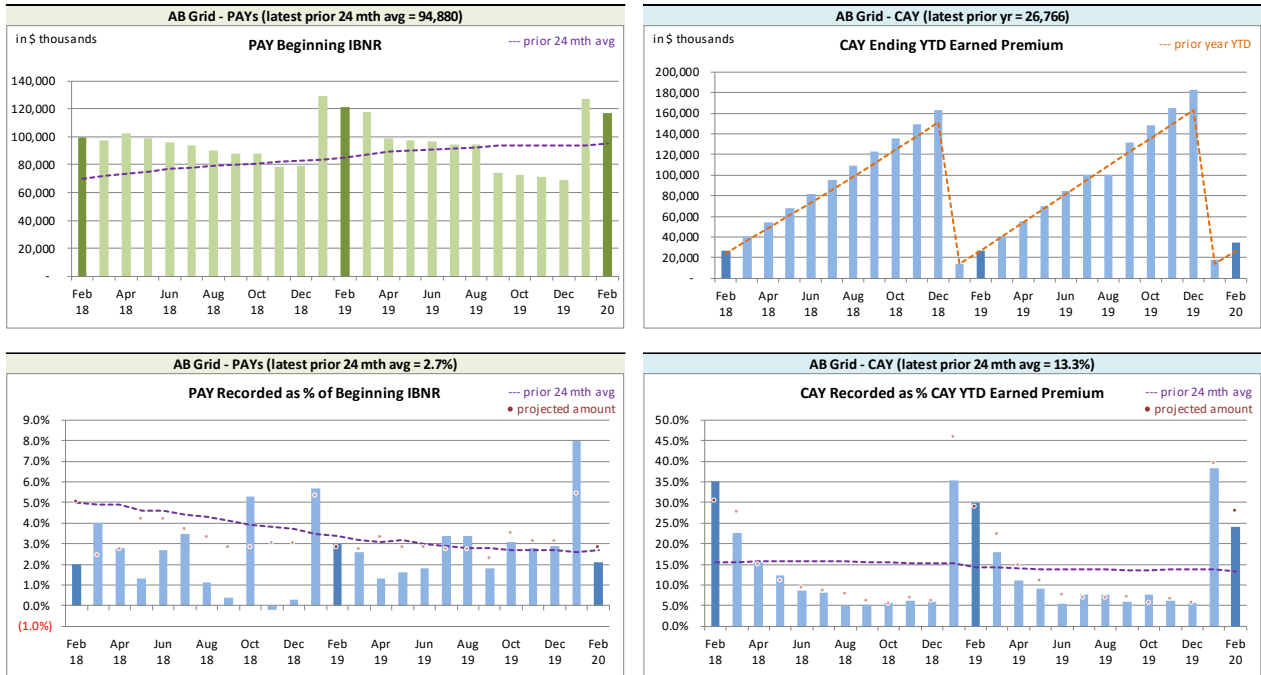 AB Grid - PAYs (latest prior 24 mth avg = 94,880)
in $ thousands
PAY Beginning IBNR
--- prior 24 mth avg
140,000
120,000
100,000
80,000
60,000
40,000
20,000
-
Feb Apr Jun Aug Oct Dec Feb Apr Jun Aug Oct Dec Feb
18 18 18 18 18 18 19 19 19 19 19 19 20
AB Grid - CAY (latest prior yr = 26,766)
in $ thousands
CAY Ending YTD Earned Premium
--- prior year YTD
200,000
180,000
160,000
140,000
120,000
100,000
80,000
60,000
40,000
20,000
-
Feb Apr Jun Aug Oct Dec Feb Apr Jun Aug Oct Dec Feb
18 18 18 18 18 18 19 19 19 19 19 19 20
AB Grid - PAYs (latest prior 24 mth avg = 2.7%)
PAY Recorded as % of Beginning IBNR
--- prior 24 mth avg
• projected amount
9.0%
8.0%
7.0%
6.0%
5.0%
4.0%
3.0%
2.0%
1.0%
0.0%
(1.0%)
Feb Apr Jun Aug Oct Dec Feb Apr Jun Aug Oct Dec Feb
18 18 18 18 18 18 19 19 19 19 19 19 20
AB Grid - CAY (latest prior 24 mth avg = 13.3%)
CAY Recorded as % CAY YTD Earned Premium
--- prior 24 mth avg
• projected amount
50.0%
45.0%
40.0%
35.0%
30.0%
25.0%
20.0%
15.0%
10.0%
5.0%
0.0%
Feb Apr Jun Aug Oct Dec Feb Apr Jun Aug Oct Dec Feb
18 18 18 18 18 18 19 19 19 19 19 19 20